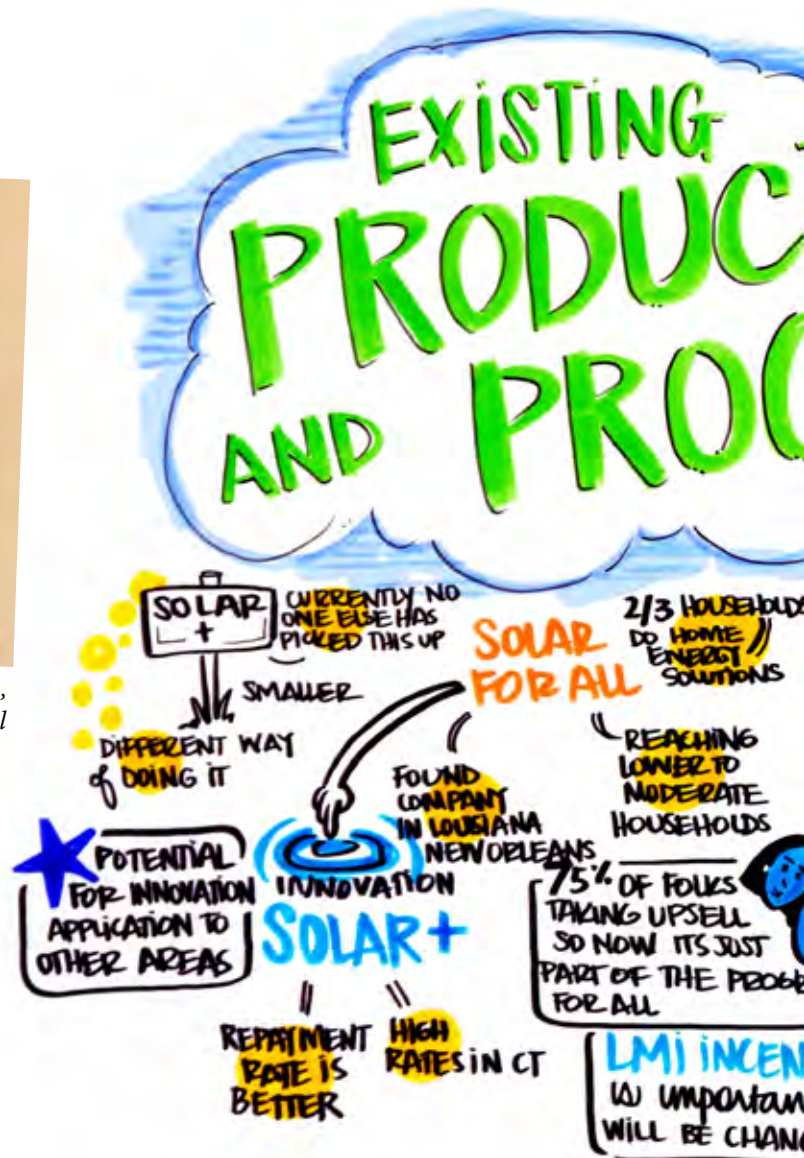 EXISTING
PRODUC
AND PROG
SOLAR
+
CURRENTLY NO
ONE ELSE HAS
PICKED THIS UP
SMALLER
DIFFERENT WAY
of DOING IT
SOLAR
FOR ALL
2/3 HOUSEHOLDS
DO HOME
ENERGY
SOLUTIONS
REACHING
LOWER TO
MODERATE
HOUSEHOLDS
FOUND
COMPANY
IN LOUISIANA
NEW ORLEANS
POTENTIAL
FOR INNOVATION
APPLICATION TO
OTHER AREAS
INNOVATION
SOLAR+
REPAYMENT
RATE IS
BETTER
HIGH
RATES IN CT
75% OF FOLKS
TAKING UPSELL
SO NOW ITS JUST
PART OF THE PROGR
FOR ALL
LMI INCEN
is importan
WILL BE CHANG